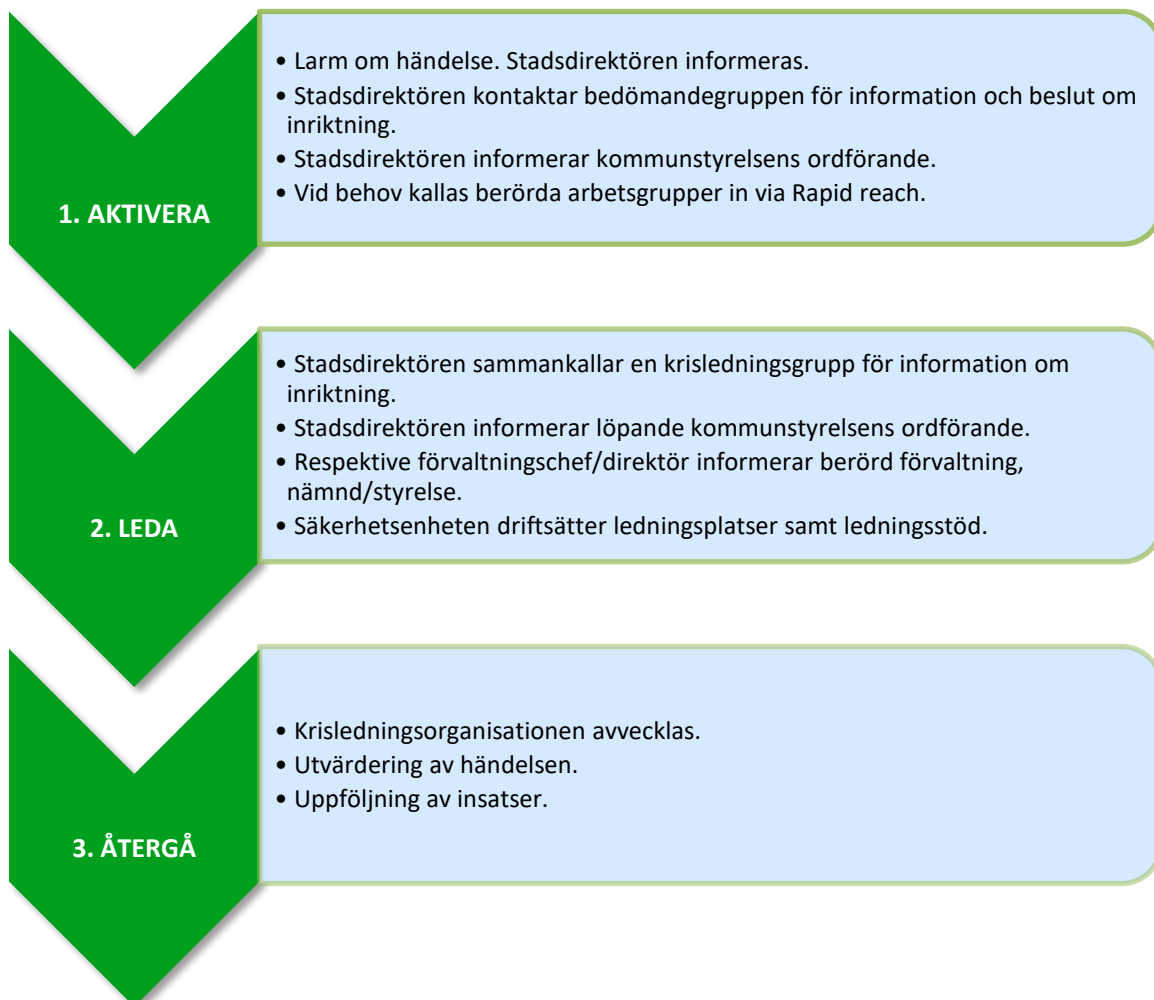 • Larm om händelse. Stadsdirektören informeras.
• Stadsdirektören kontaktar bedömandegruppen för information och beslut om
inriktning.
• Stadsdirektören informerar kommunstyrelsens ordförande.
• Vid behov kallas berörda arbetsgrupper in via Rapid reach.
1. AKTIVERA
• Stadsdirektören sammankallar en krisledningsgrupp för information om
inriktning.
• Stadsdirektören informerar löpande kommunstyrelsens ordförande.
• Respektive förvaltningschef/direktör informerar berörd förvaltning,
nämnd/styrelse.
• Säkerhetsenheten driftsätter ledningsplatser samt ledningsstöd.
2. LEDA
• Krisledningsorganisationen avvecklas.
• Utvärdering av händelsen.
• Uppföljning av insatser.
3. ÅTERGÅ